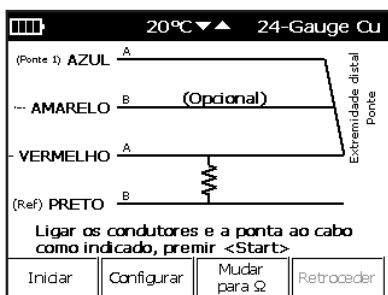 20ºC▼▲ 24-Gauge Cu
(Ponte 1) AZUL A
--- AMARELO B (Opcional)
- VERMELHO A
(Ref) PRETO B
Extremidade distal
Ponte
Ligar os condutores e a ponta ao cabo
como indicado, premir <Start>
Iniciar Configurar Mudar para Ω Retroceder